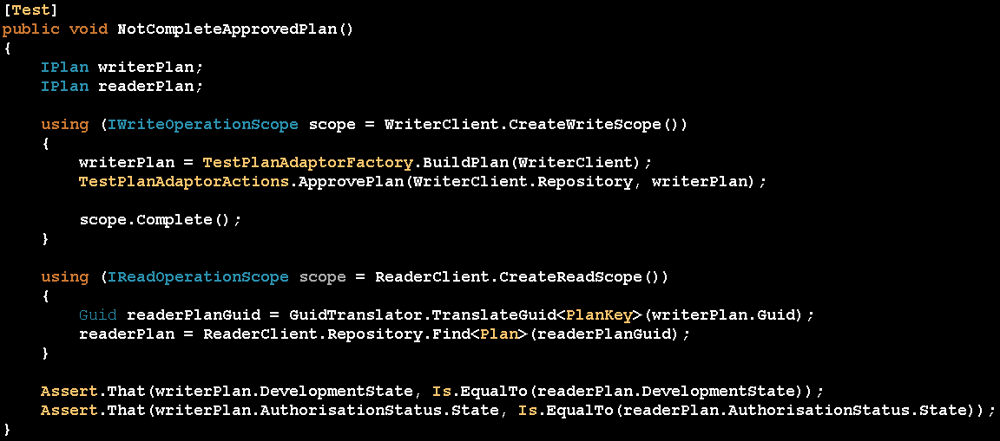 [Test]
public void NotCompleteApprovedPlan()
{
    IPlan writerPlan;
    IPlan readerPlan;

    using (IWriteOperationScope scope = WriterClient.CreateWriteScope())
    {
        writerPlan = TestPlanAdaptorFactory.BuildPlan(WriterClient);
        TestPlanAdaptorActions.ApprovePlan(WriterClient.Repository, writerPlan);

        scope.Complete();
    }

    using (IReadOperationScope scope = ReaderClient.CreateReadScope())
    {
        Guid readerPlanGuid = GuidTranslator.TranslateGuid<PlanKey>(writerPlan.Guid);
        readerPlan = ReaderClient.Repository.Find<Plan>(readerPlanGuid);
    }

    Assert.That(writerPlan.DevelopmentState, Is.EqualTo(readerPlan.DevelopmentState));
    Assert.That(writerPlan.AuthorisationStatus.State, Is.EqualTo(readerPlan.AuthorisationStatus.State));
}